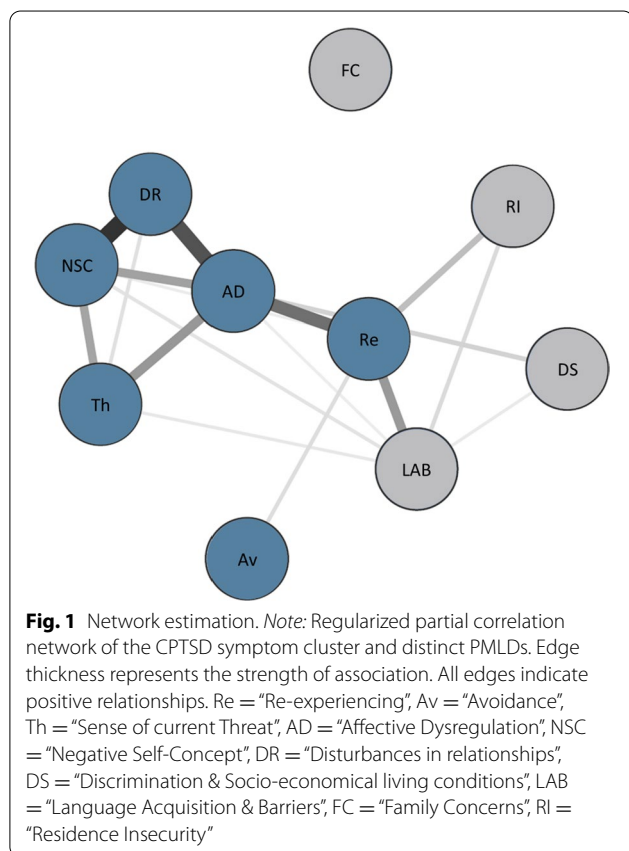 FC
DR
RI
NSC
AD
Re
DS
Th
LAB
Av
Fig. 1 Network estimation. Note: Regularized partial correlation
network of the CPTSD symptom cluster and distinct PMLDs. Edge
thickness represents the strength of association. All edges indicate
positive relationships. Re = “Re-experiencing”, Av = “Avoidance”,
Th = “Sense of current Threat”, AD = “Affective Dysregulation”, NSC
= “Negative Self-Concept”, DR = “Disturbances in relationships”,
DS = “Discrimination & Socio-economical living conditions”, LAB
= “Language Acquisition & Barriers”, FC = “Family Concerns”, RI =
“Residence Insecurity”